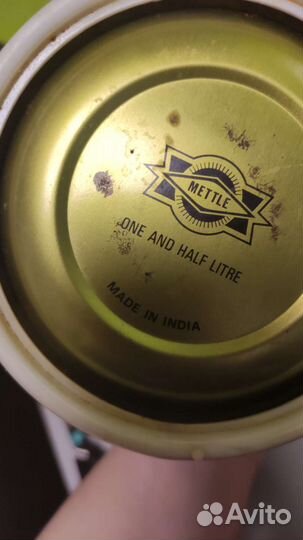 METTLE
ONE AND HALF LITRE
MADE IN INDIA
Avito